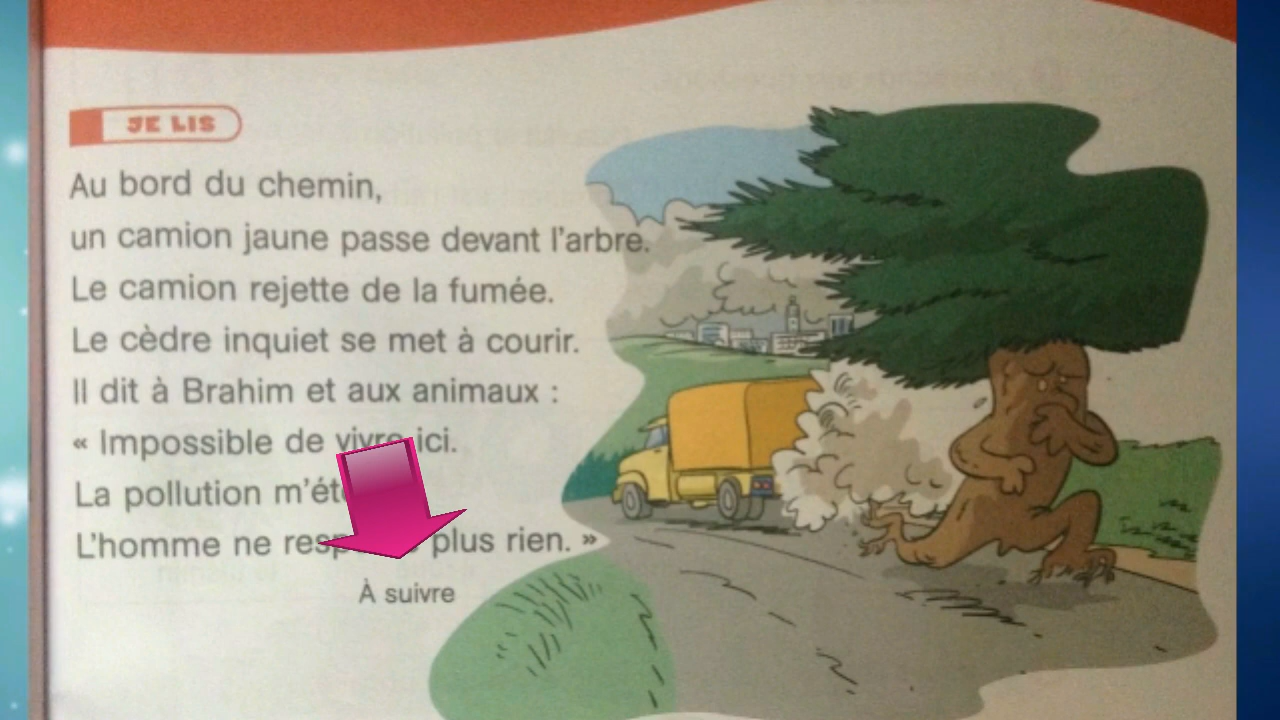 JE LIS
Au bord du chemin,
un camion jaune passe devant l'arbre.
Le camion rejette de la fumée.
Le cèdre inquiet se met à courir.
Il dit à Brahim et aux animaux :
« Impossible de vivre ici.
La pollution
L'homme ne plus rien. »
À suivre